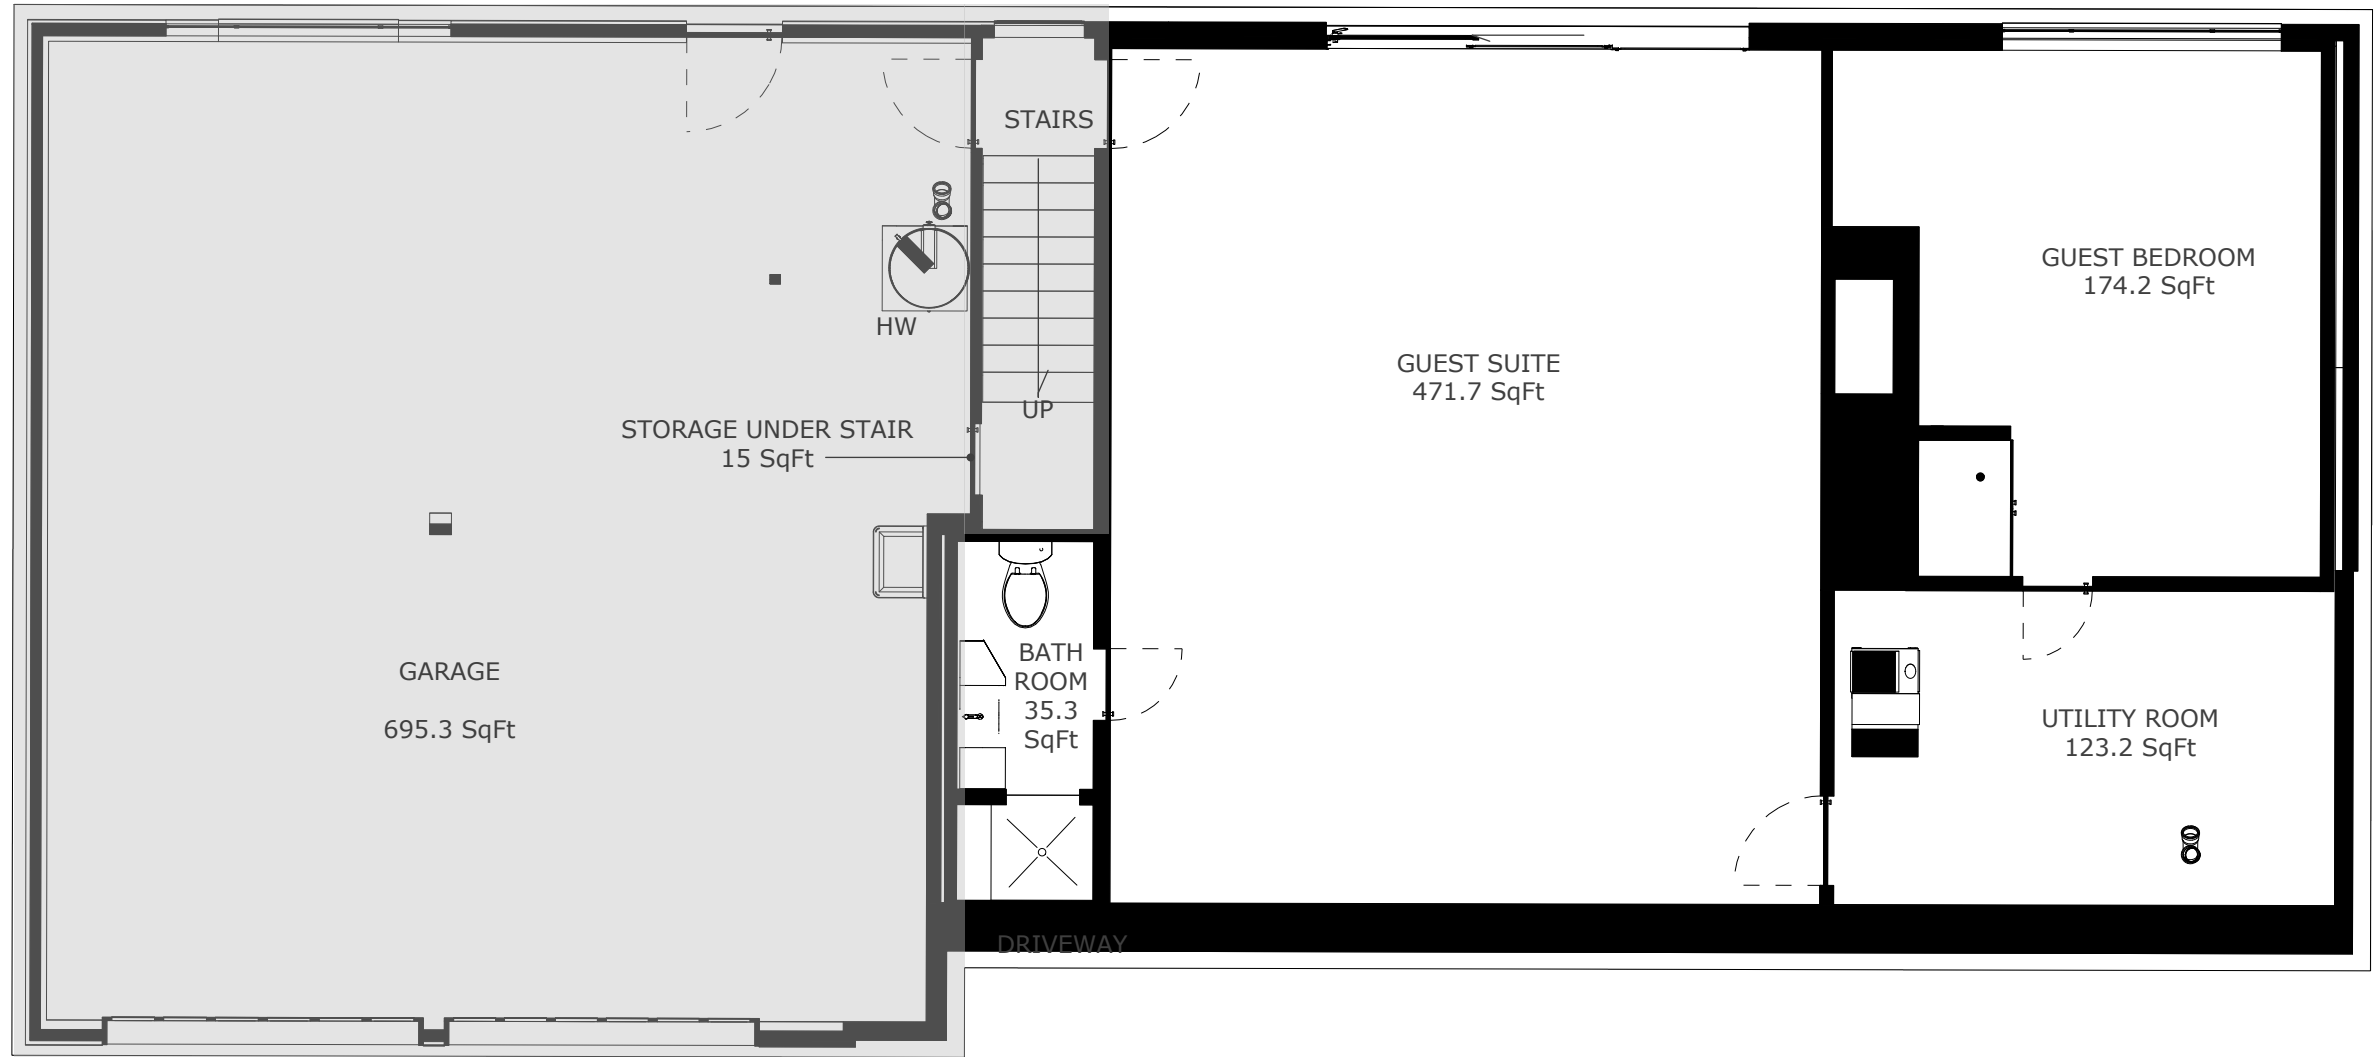 STAIRS
GUEST BEDROOM
174.2 SqFt
HW
GUEST SUITE
471.7 SqFt
UP
STORAGE UNDER STAIR
15 SqFt
BATH
ROOM
35.3
SqFt
GARAGE
695.3 SqFt
UTILITY ROOM
123.2 SqFt
DRIVEWAY